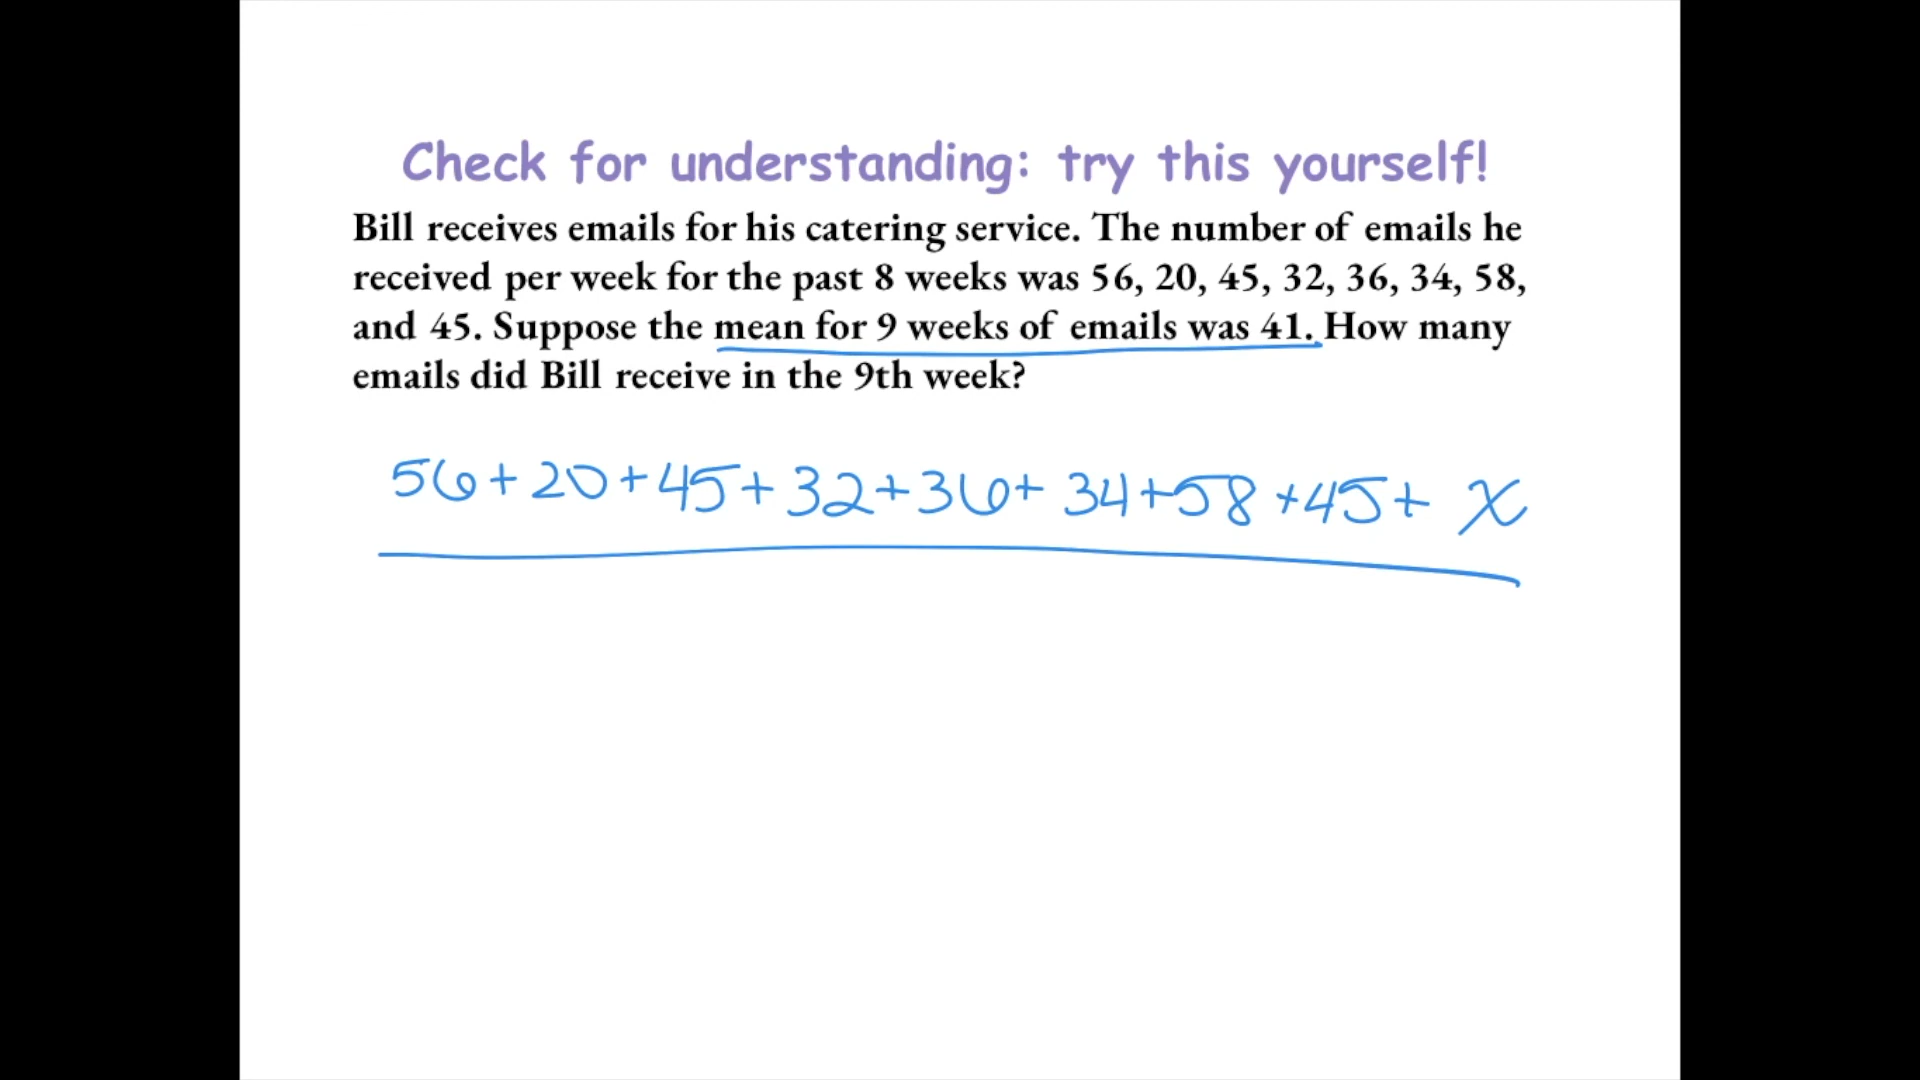 Check for understanding: try this yourself!
Bill receives emails for his catering service. The number of emails he
received per week for the past 8 weeks was 56, 20, 45, 32, 36, 34, 58,
and 45. Suppose the mean for 9 weeks of emails was 41. How many
emails did Bill receive in the 9th week?
56+20+45+32+36+34+58+45+ x